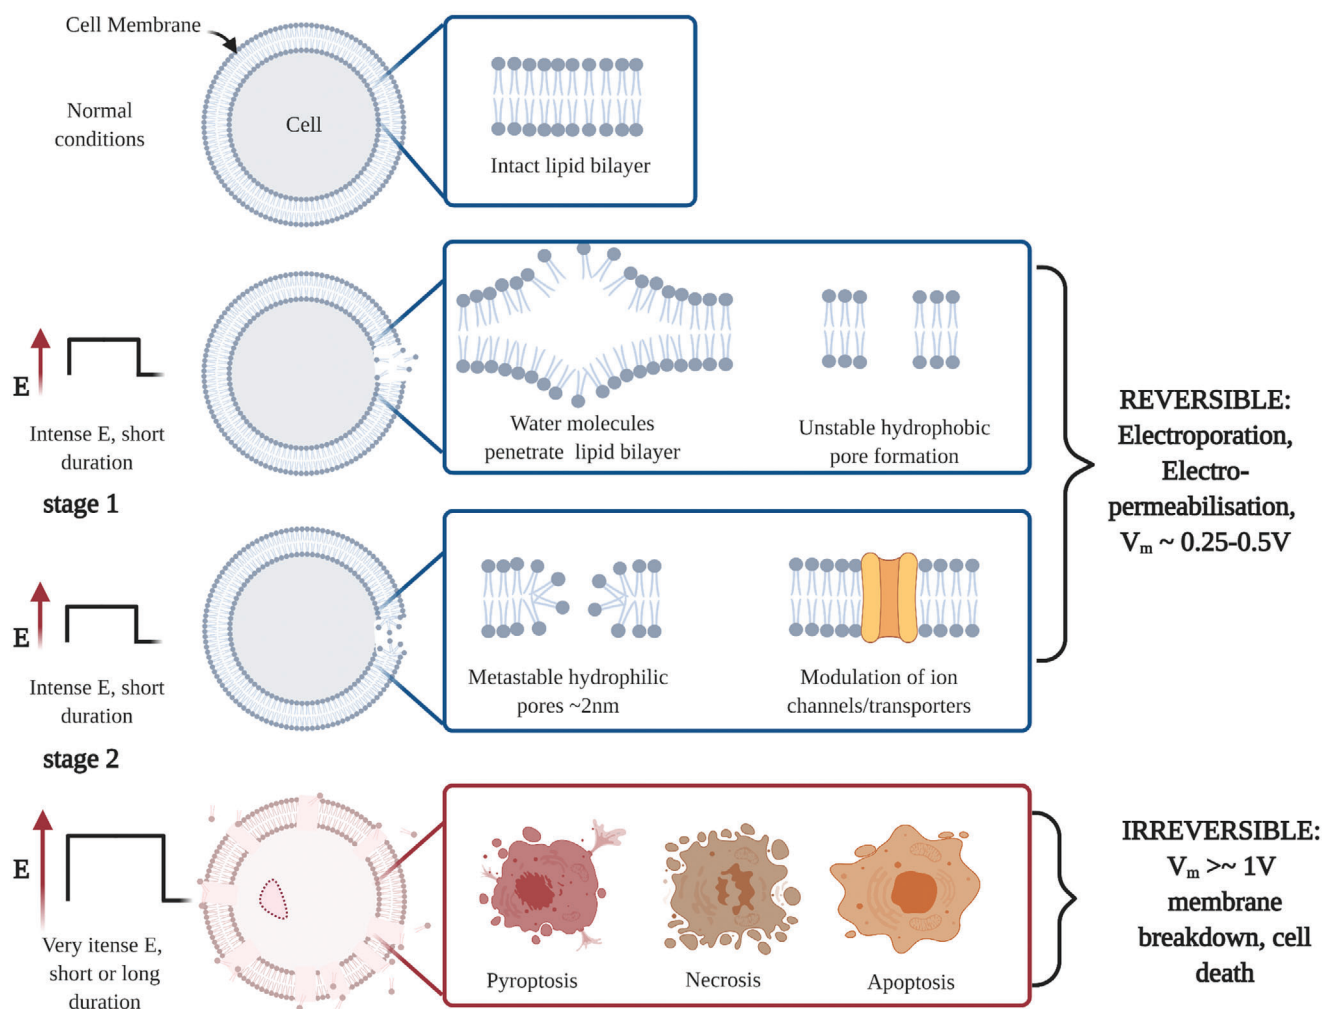 Cell Membrane
Normal
conditions
Cell
Intact lipid bilayer
E
Intense E, short
duration
stage 1
Water molecules
penetrate lipid bilayer
Unstable hydrophobic
pore formation
E
Intense E, short
duration
stage 2
Metastable hydrophilic
pores ~2nm
Modulation of ion
channels/transporters
REVERSIBLE:
Electroporation,
Electro-
permeabilisation,
Vₘ ~ 0.25-0.5V
E
Very itense E,
short or long
duration
Pyroptosis
Necrosis
Apoptosis
IRREVERSIBLE:
Vₘ >~ 1V
membrane
breakdown, cell
death